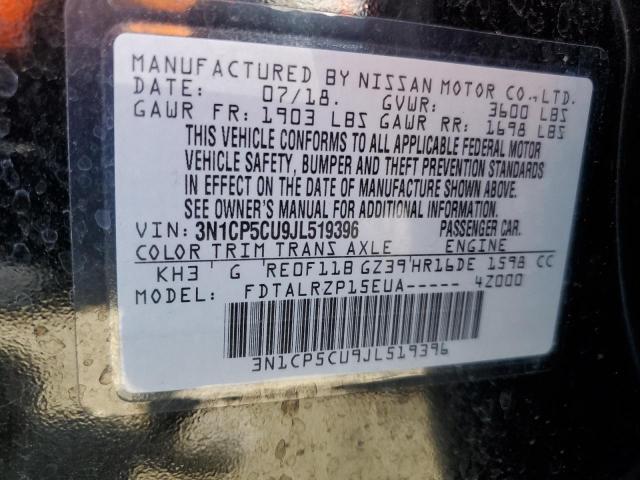 MANUFACTURED BY NISSAN MOTOR CO.,LTD.
DATE: 07/18. GVWR: 3600 LBS
GAWR FR: 1903 LBS GAWR RR: 1698 LBS
THIS VEHICLE CONFORMS TO ALL APPLICABLE FEDERAL MOTOR
VEHICLE SAFETY, BUMPER AND THEFT PREVENTION STANDARDS
IN EFFECT ON THE DATE OF MANUFACTURE SHOWN ABOVE.
SEE OWNER'S MANUAL FOR ADDITIONAL INFORMATION.
VIN: 3N1CP5CU9JL519396 PASSENGER CAR.
COLOR TRIM TRANS AXLE ENGINE
KH3 G RE0F11B GZ39 HR16DE 1598 CC
MODEL: FDTALRZP15EUA----- 4Z000
3N1CP5CU9JL519396